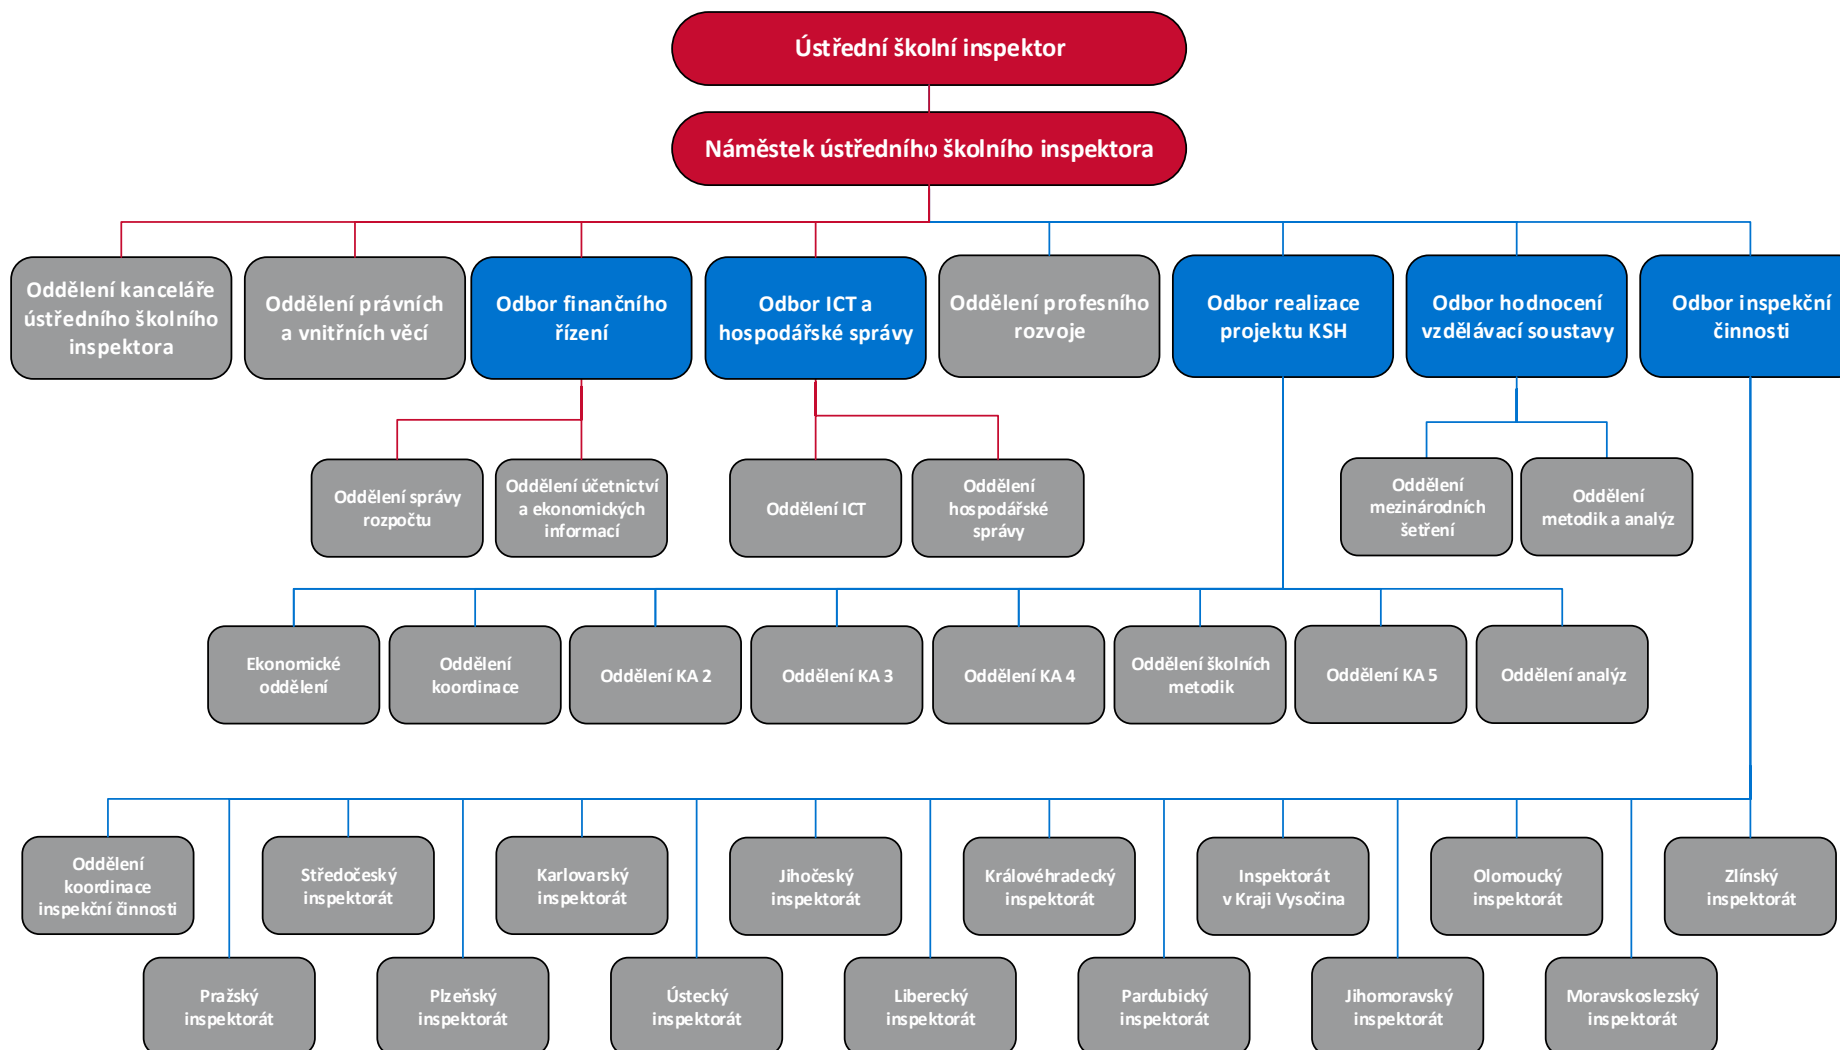 Ústřední školní inspektor
Náměstek ústředního školního inspektora
Oddělení kanceláře
ústředního školního
inspektora
Oddělení právních
a vnitřních věcí
Odbor finančního
řízení
Odbor ICT a
hospodářské správy
Oddělení profesního
rozvoje
Odbor realizace
projektu KSH
Odbor hodnocení
vzdělávací soustavy
Odbor inspekční
činnosti
Oddělení správy
rozpočtu
Oddělení účetnictví
a ekonomických
informací
Oddělení ICT
Oddělení
hospodářské
správy
Oddělení
mezinárodních
šetření
Oddělení
metodik a analýz
Ekonomické
oddělení
Oddělení
koordinace
Oddělení KA 2
Oddělení KA 3
Oddělení KA 4
Oddělení školních
metodik
Oddělení KA 5
Oddělení analýz
Oddělení
koordinace
inspekční činnosti
Středočeský
inspektorát
Karlovarský
inspektorát
Jihočeský
inspektorát
Královéhradecký
inspektorát
Inspektorát
v Kraji Vysočina
Olomoucký
inspektorát
Zlínský
inspektorát
Pražský
inspektorát
Plzeňský
inspektorát
Ústecký
inspektorát
Liberecký
inspektorát
Pardubický
inspektorát
Jihomoravský
inspektorát
Moravskoslezský
inspektorát